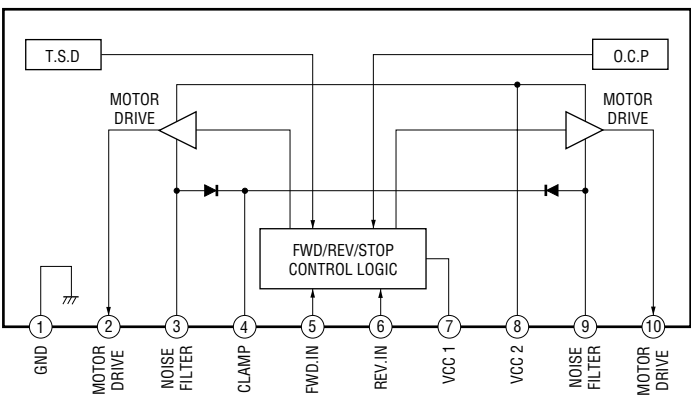 T.S.D
O.C.P
MOTOR
DRIVE
MOTOR
DRIVE
FWD/REV/STOP
CONTROL LOGIC
1
2
3
4
5
6
7
8
9
10
GND
MOTOR
DRIVE
NOISE
FILTER
CLAMP
FWD.IN
REV.IN
VCC 1
VCC 2
NOISE
FILTER
MOTOR
DRIVE